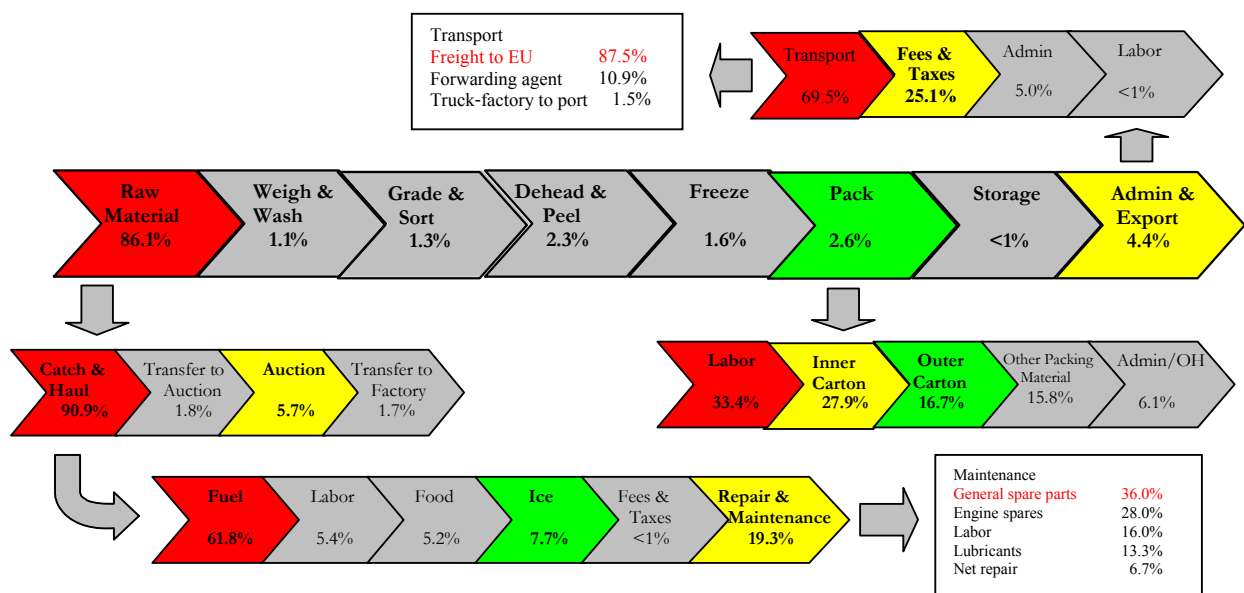 Transport
Freight to EU 87.5%
Forwarding agent 10.9%
Truck-factory to port 1.5%
Transport
69.5%
Fees &
Taxes
25.1%
Admin
5.0%
Labor
<1%
Raw
Material
86.1%
Weigh &
Wash
1.1%
Grade &
Sort
1.3%
Dehead &
Peel
2.3%
Freeze
1.6%
Pack
2.6%
Storage
<1%
Admin &
Export
4.4%
Catch &
Haul
90.9%
Transfer to
Auction
1.8%
Auction
5.7%
Transfer to
Factory
1.7%
Labor
33.4%
Inner
Carton
27.9%
Outer
Carton
16.7%
Other Packing
Material
15.8%
Admin/OH
6.1%
Fuel
61.8%
Labor
5.4%
Food
5.2%
Ice
7.7%
Fees &
Taxes
<1%
Repair &
Maintenance
19.3%
Maintenance
General spare parts 36.0%
Engine spares 28.0%
Labor 16.0%
Lubricants 13.3%
Net repair 6.7%